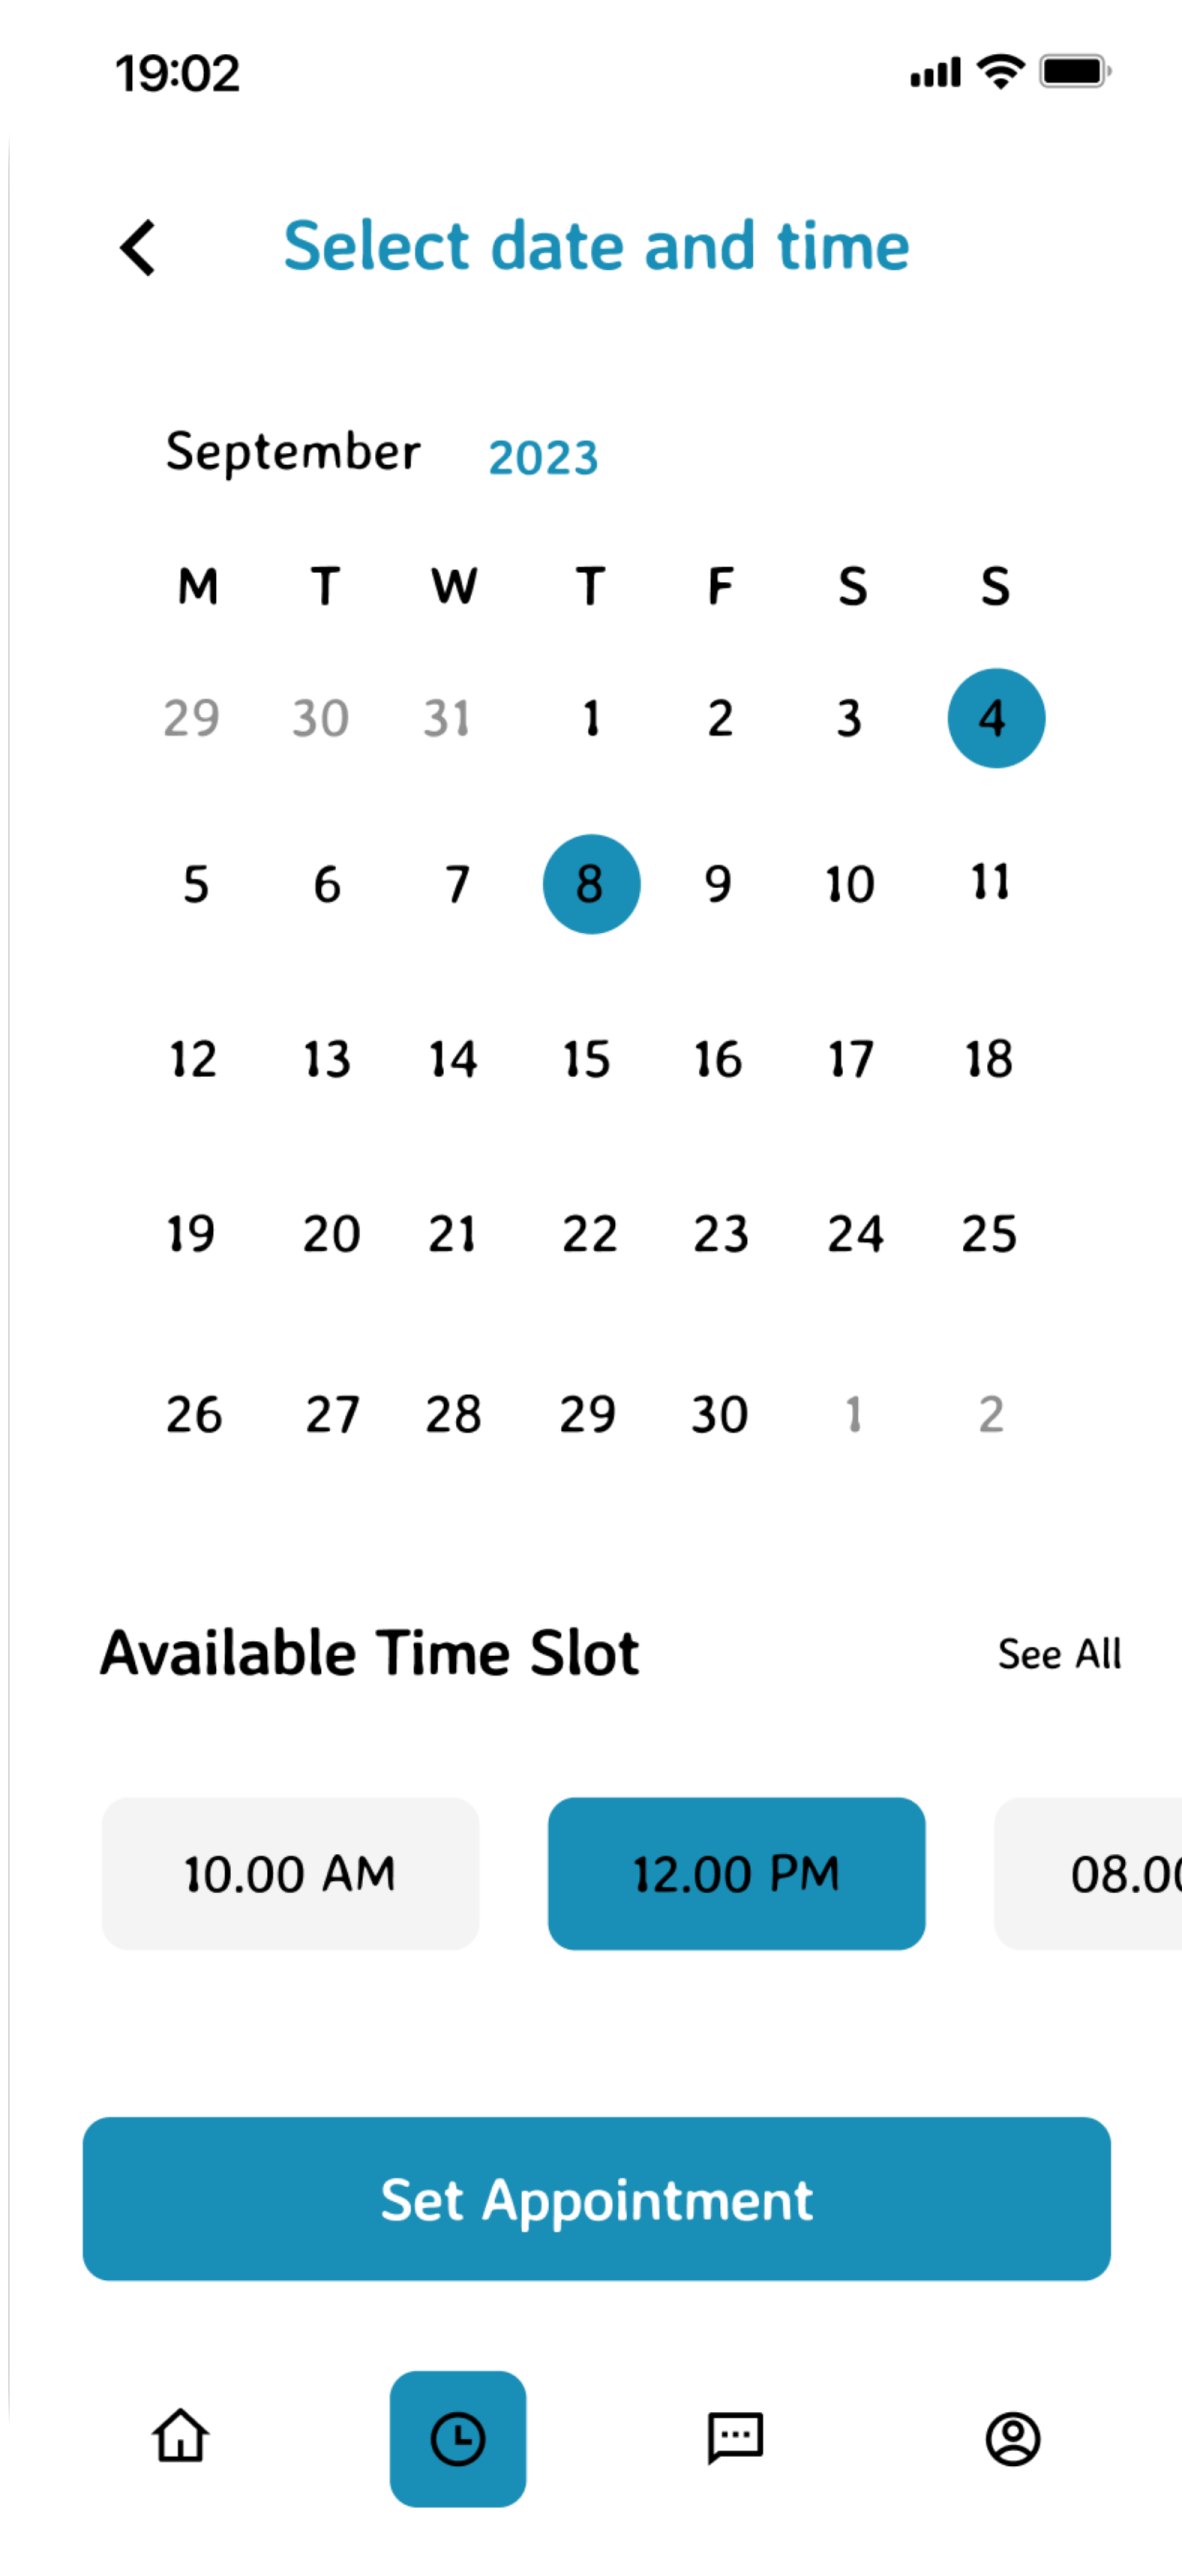 19:02
Select date and time
September 2023
M T W T F S S
29 30 31 1 2 3 4
5 6 7 8 9 10 11
12 13 14 15 16 17 18
19 20 21 22 23 24 25
26 27 28 29 30 1 2
Available Time Slot See All
10.00 AM 12.00 PM 08.00
Set Appointment